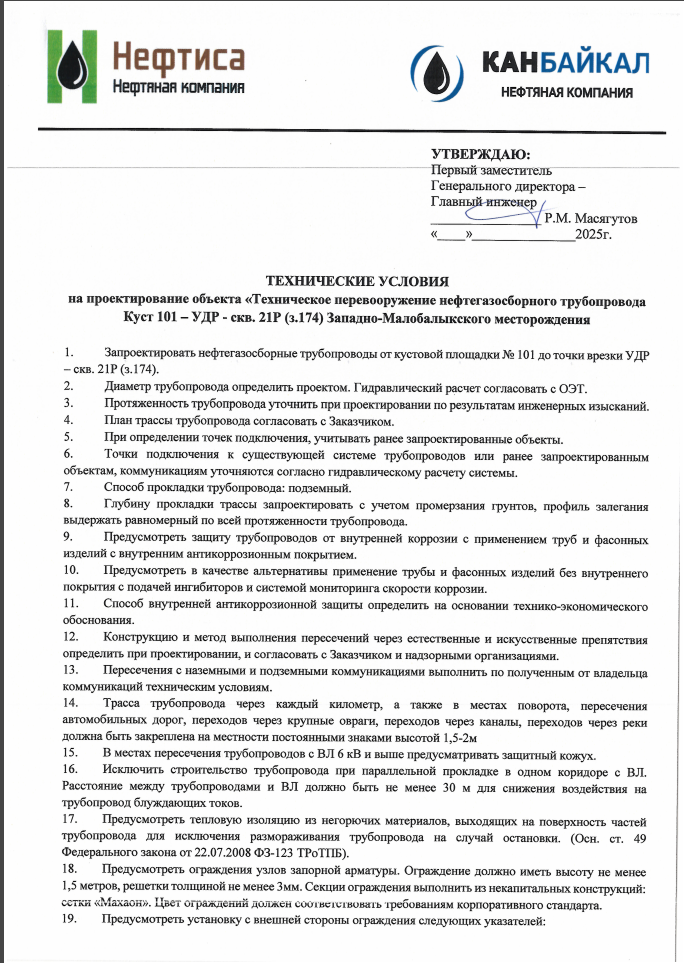 Нефтиса
Нефтяная компания
КАНБАЙКАЛ
НЕФТЯНАЯ КОМПАНИЯ
УТВЕРЖДАЮ:
Первый заместитель
Генерального директора –
Главный инженер
________________ Р.М. Масягутов
«____»_______________2025г.
ТЕХНИЧЕСКИЕ УСЛОВИЯ
на проектирование объекта «Техническое перевооружение нефтегазосборного трубопровода
Куст 101 – УДР - скв. 21Р (з.174) Западно-Малобалыкского месторождения
1. Запроектировать нефтегазосборные трубопроводы от кустовой площадки № 101 до точки врезки УДР
– скв. 21Р (з.174).
2. Диаметр трубопровода определить проектом. Гидравлический расчет согласовать с ОЭТ.
3. Протяженность трубопровода уточнить при проектировании по результатам инженерных изысканий.
4. План трассы трубопровода согласовать с Заказчиком.
5. При определении точек подключения, учитывать ранее запроектированные объекты.
6. Точки подключения к существующей системе трубопроводов или ранее запроектированным
объектам, коммуникациям уточняются согласно гидравлическому расчету системы.
7. Способ прокладки трубопровода: подземный.
8. Глубину прокладки трассы запроектировать с учетом промерзания грунтов, профиль залегания
выдержать равномерный по всей протяженности трубопровода.
9. Предусмотреть защиту трубопроводов от внутренней коррозии с применением труб и фасонных
изделий с внутренним антикоррозионным покрытием.
10. Предусмотреть в качестве альтернативы применение трубы и фасонных изделий без внутреннего
покрытия с подачей ингибиторов и системой мониторинга скорости коррозии.
11. Способ внутренней антикоррозионной защиты определить на основании технико-экономического
обоснования.
12. Конструкцию и метод выполнения пересечений через естественные и искусственные препятствия
определить при проектировании, и согласовать с Заказчиком и надзорными организациями.
13. Пересечения с наземными и подземными коммуникациями выполнить по полученным от владельца
коммуникаций техническим условиям.
14. Трасса трубопровода через каждый километр, а также в местах поворота, пересечения
автомобильных дорог, переходов через крупные овраги, переходов через каналы, переходов через реки
должна быть закреплена на местности постоянными знаками высотой 1,5-2м
15. В местах пересечения трубопроводов с ВЛ 6 кВ и выше предусматривать защитный кожух.
16. Исключить строительство трубопровода при параллельной прокладке в одном коридоре с ВЛ.
Расстояние между трубопроводами и ВЛ должно быть не менее 30 м для снижения воздействия на
трубопровод блуждающих токов.
17. Предусмотреть тепловую изоляцию из негорючих материалов, выходящих на поверхность частей
трубопровода для исключения размораживания трубопровода на случай остановки. (Осн. ст. 49
Федерального закона от 22.07.2008 ФЗ-123 ТРоТПБ).
18. Предусмотреть ограждения узлов запорной арматуры. Ограждение должно иметь высоту не менее
1,5 метров, решетки толщиной не менее 3мм. Секции ограждения выполнить из некапитальных конструкций:
сетки «Махаон». Цвет ограждений должен соответствовать требованиям корпоративного стандарта.
19. Предусмотреть установку с внешней стороны ограждения следующих указателей: